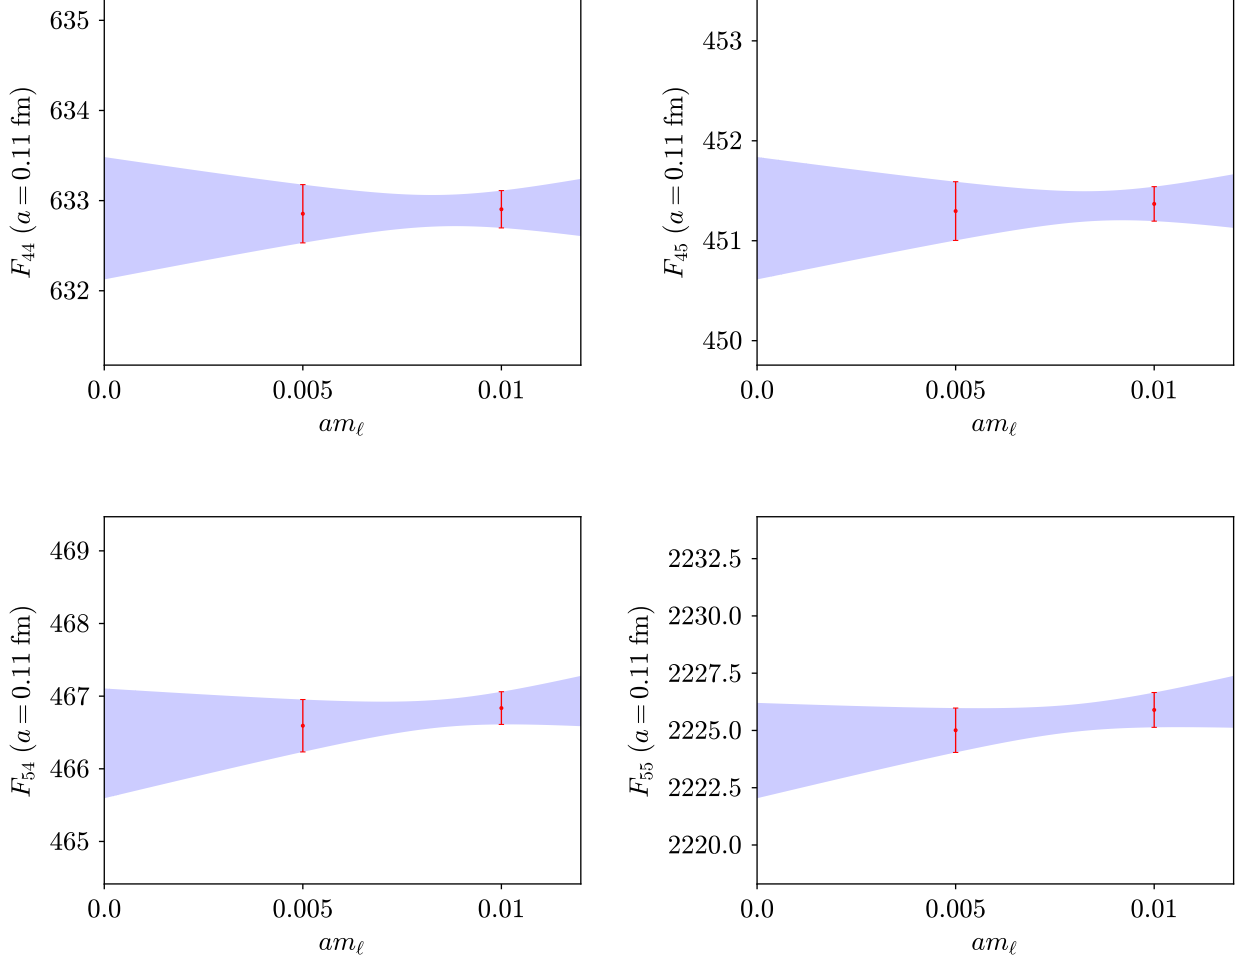 635
634
633
632
F₄₄ (a = 0.11 fm)
0.0 0.005 0.01
amℓ
453
452
451
450
F₄₅ (a = 0.11 fm)
0.0 0.005 0.01
amℓ
469
468
467
466
465
F₅₄ (a = 0.11 fm)
0.0 0.005 0.01
amℓ
2232.5
2230.0
2227.5
2225.0
2222.5
2220.0
F₅₅ (a = 0.11 fm)
0.0 0.005 0.01
amℓ